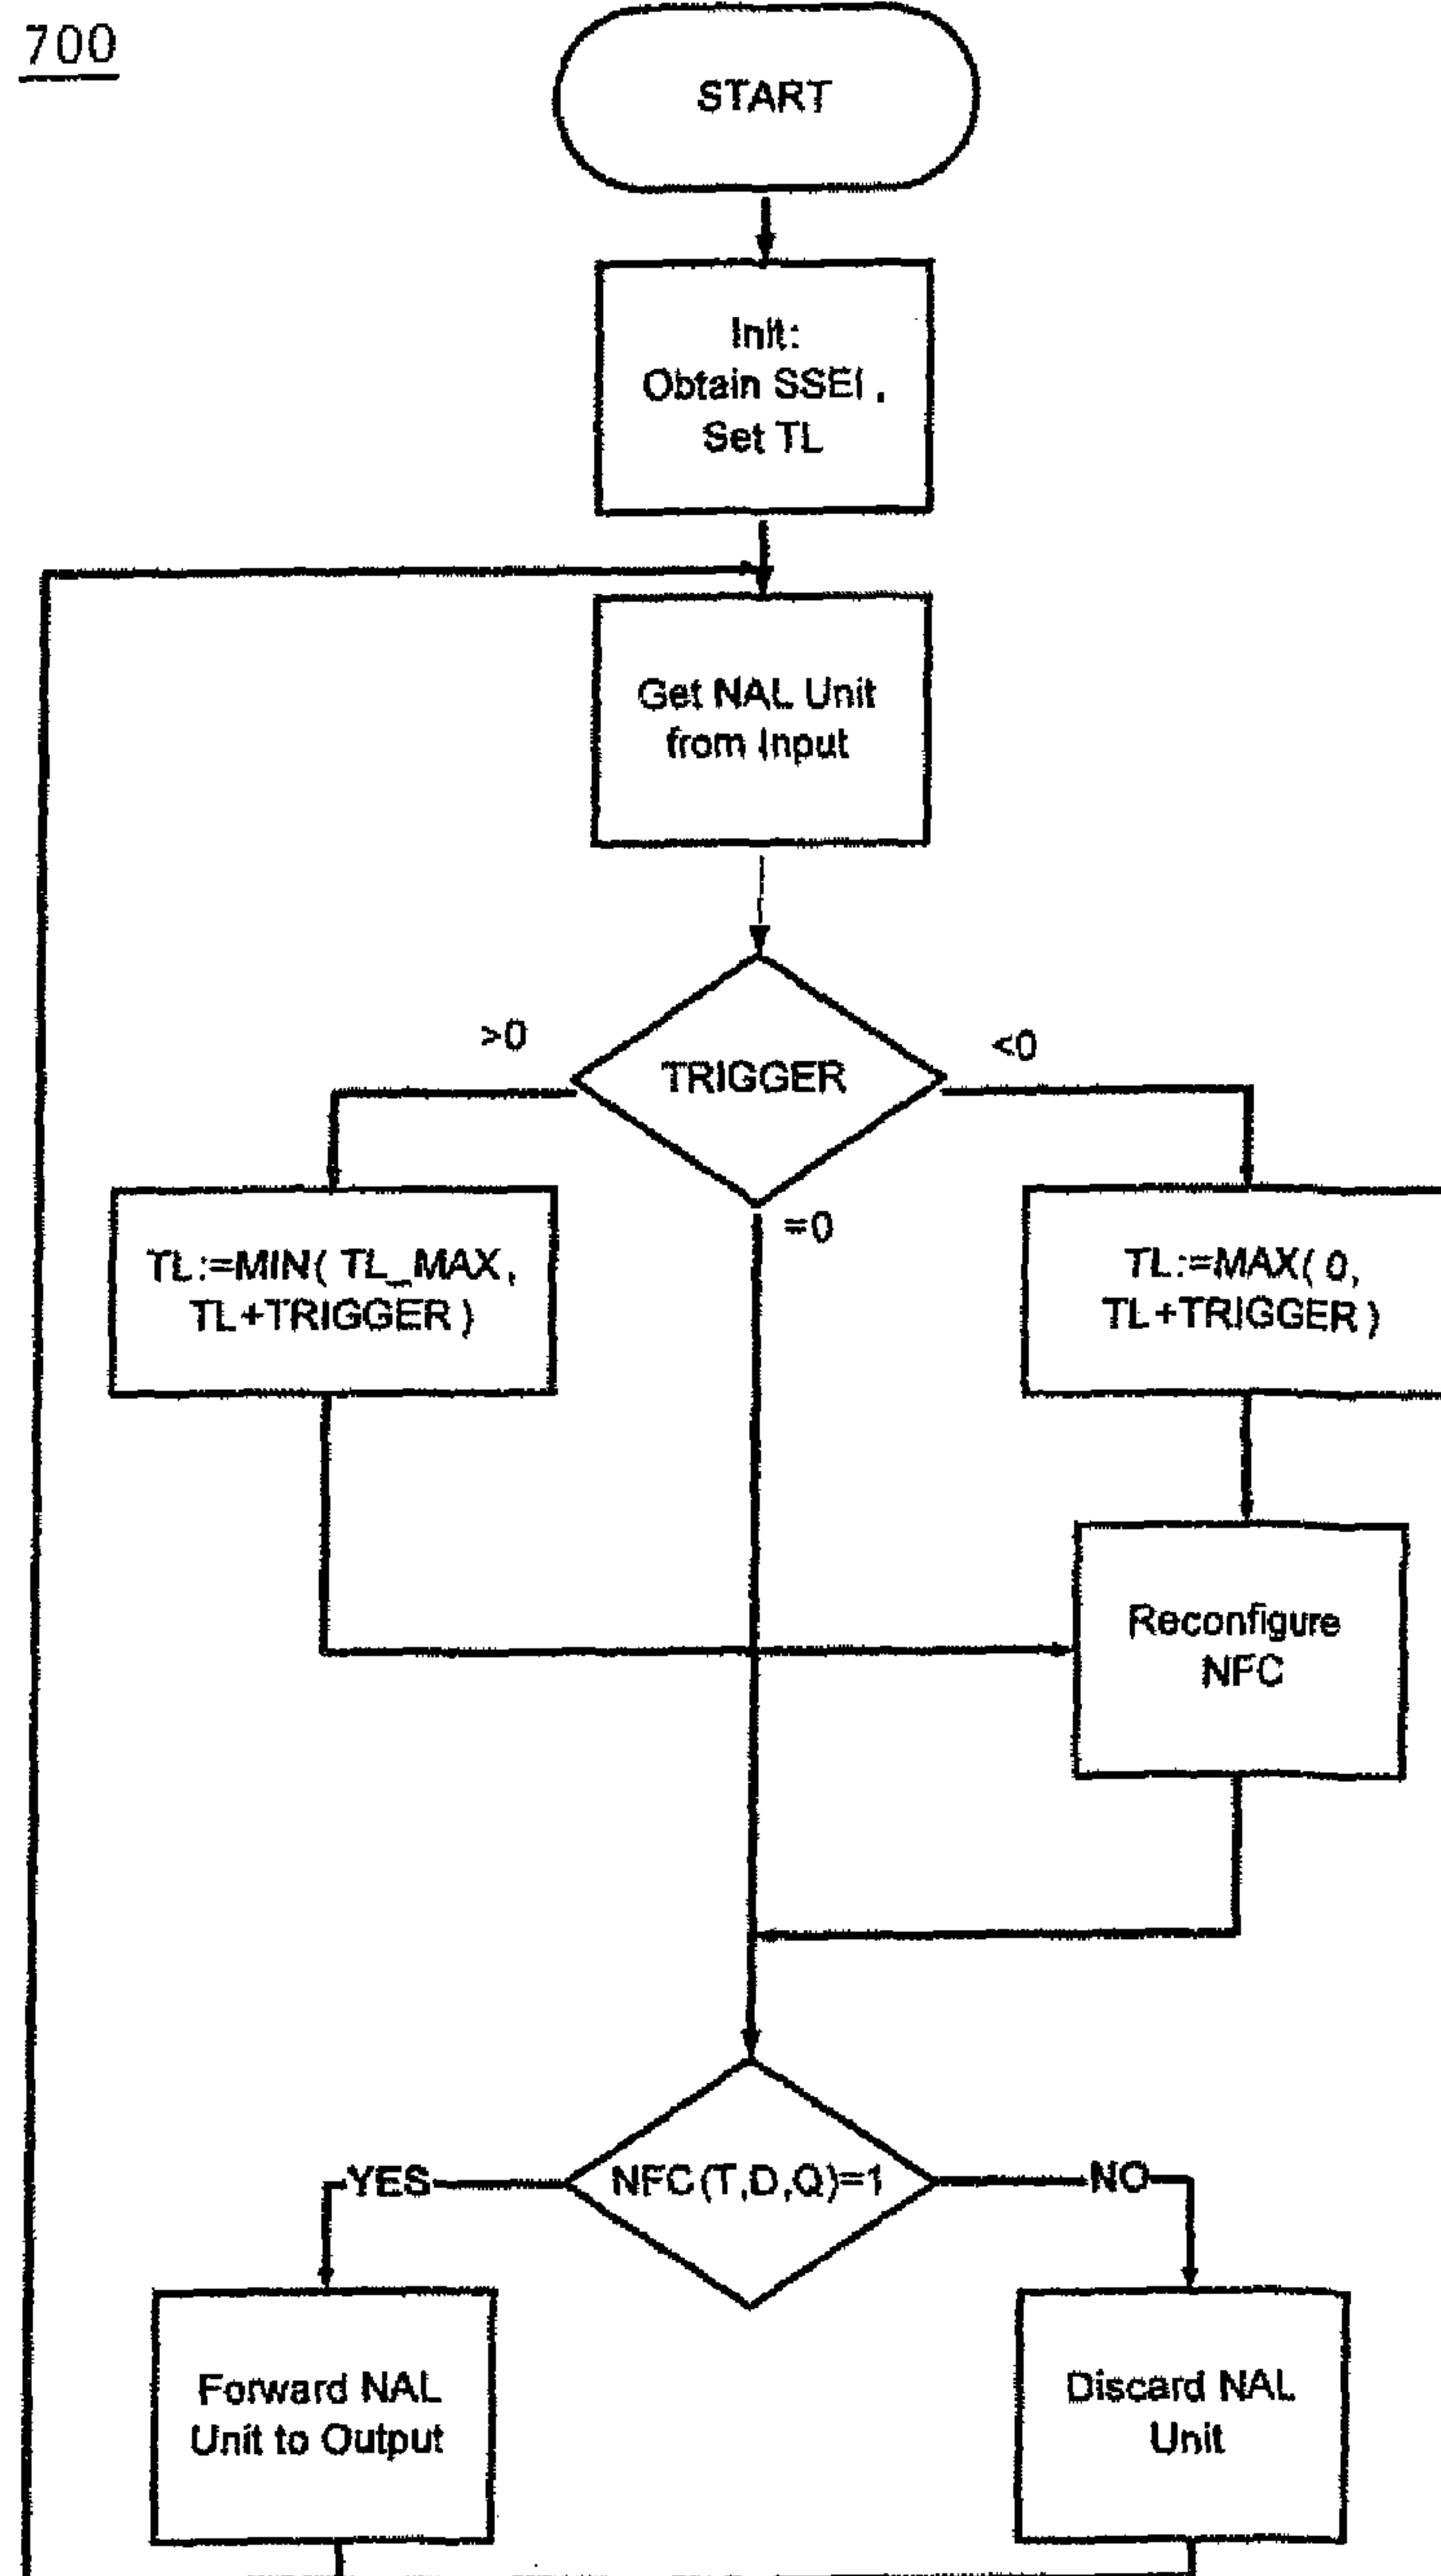 700
START
Init:
Obtain SSEI,
Set TL
Get NAL Unit
from Input
>0
TRIGGER
<0
=0
TL:=MIN( TL_MAX,
TL+TRIGGER )
TL:=MAX( 0,
TL+TRIGGER )
Reconfigure
NFC
YES
NFC(T,D,Q)=1
NO
Forward NAL
Unit to Output
Discard NAL
Unit